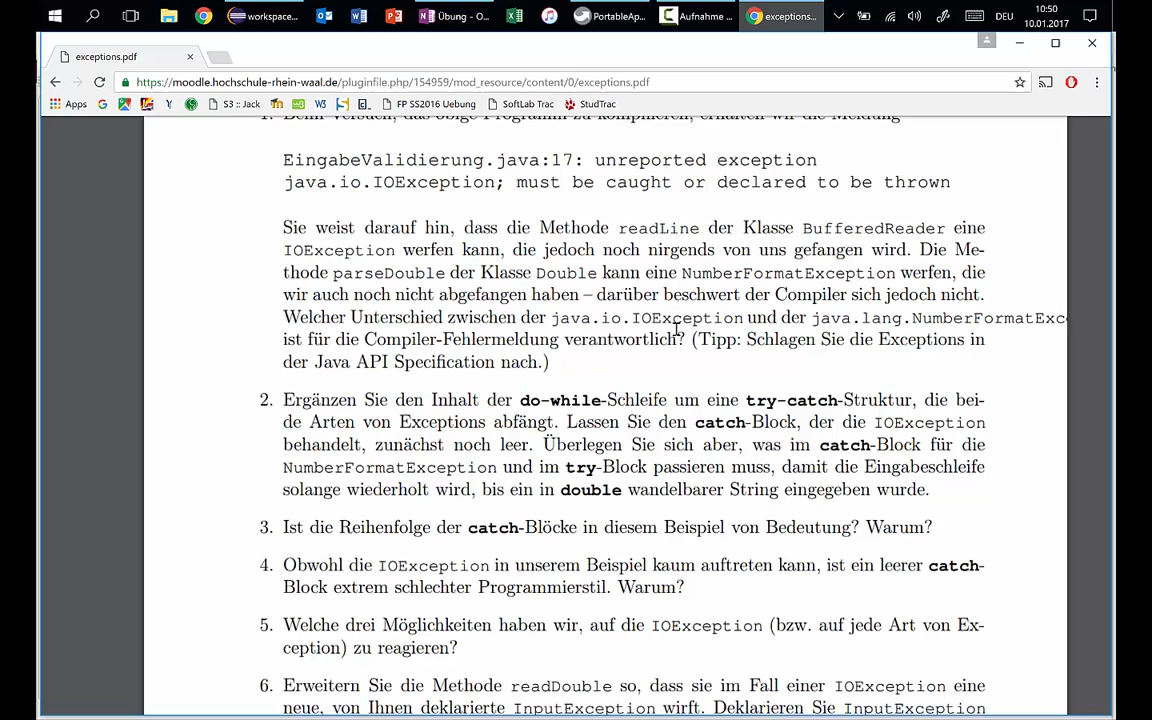 workspace...
Übung - O...
PortableAp...
Aufnahme ...
exceptions...
DEU
10:50
10.01.2017
exceptions.pdf
https://moodle.hochschule-rhein-waal.de/pluginfile.php/154959/mod_resource/content/0/exceptions.pdf
Apps
S3 :: Jack
FP SS2016 Uebung
SoftLab Trac
StudTrac
1. Beim Versuch, das obige Programm zu kompilieren, erhalten wir die Meldung
EingabeValidierung.java:17: unreported exception
java.io.IOException; must be caught or declared to be thrown
Sie weist darauf hin, dass die Methode readLine der Klasse BufferedReader eine
IOException werfen kann, die jedoch noch nirgends von uns gefangen wird. Die Me-
thode parseDouble der Klasse Double kann eine NumberFormatException werfen, die
wir auch noch nicht abgefangen haben – darüber beschwert der Compiler sich jedoch nicht.
Welcher Unterschied zwischen der java.io.IOException und der java.lang.NumberFormatExc
ist für die Compiler-Fehlermeldung verantwortlich? (Tipp: Schlagen Sie die Exceptions in
der Java API Specification nach.)
2. Ergänzen Sie den Inhalt der do-while-Schleife um eine try-catch-Struktur, die bei-
de Arten von Exceptions abfängt. Lassen Sie den catch-Block, der die IOException
behandelt, zunächst noch leer. Überlegen Sie sich aber, was im catch-Block für die
NumberFormatException und im try-Block passieren muss, damit die Eingabeschleife
solange wiederholt wird, bis ein in double wandelbarer String eingegeben wurde.
3. Ist die Reihenfolge der catch-Blöcke in diesem Beispiel von Bedeutung? Warum?
4. Obwohl die IOException in unserem Beispiel kaum auftreten kann, ist ein leerer catch-
Block extrem schlechter Programmierstil. Warum?
5. Welche drei Möglichkeiten haben wir, auf die IOException (bzw. auf jede Art von Ex-
ception) zu reagieren?
6. Erweitern Sie die Methode readDouble so, dass sie im Fall einer IOException eine
neue, von Ihnen deklarierte InputException wirft. Deklarieren Sie InputException